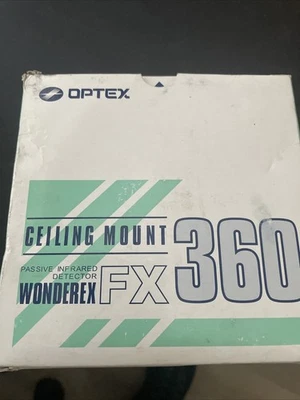 OPTEX
CEILING MOUNT
PASSIVE INFRARED
DETECTOR
WONDEREX FX 360